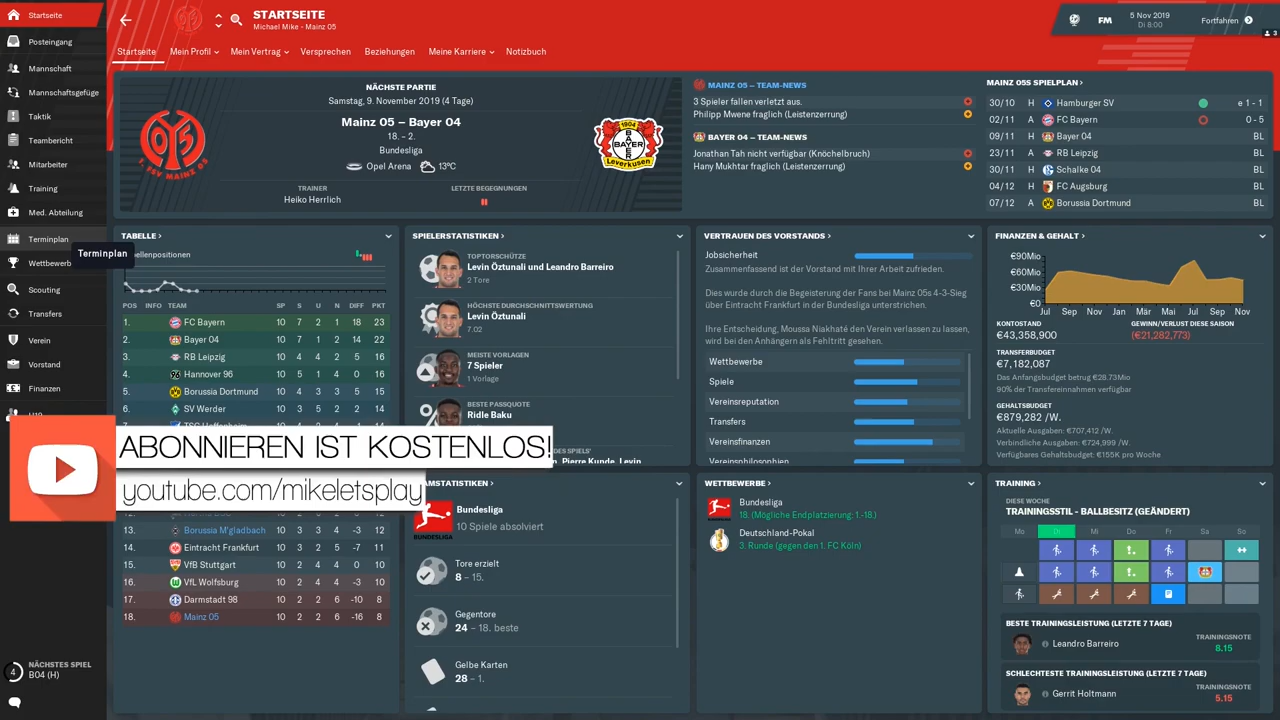 Startseite
Posteingang
Mannschaft
Mannschaftsgefüge
Taktik
Teambericht
Mitarbeiter
Training
Med. Abteilung
Terminplan
Terminplan
Wettbewerb
Scouting
Transfers
Verein
Vorstand
Finanzen
4
NÄCHSTES SPIEL
B04 (H)
STARTSEITE
Michael Mike - Mainz 05
FM
5 Nov 2019
Di 8:00
Fortfahren
3
Startseite Mein Profil Mein Vertrag Versprechen Beziehungen Meine Karriere Notizbuch
NÄCHSTE PARTIE
Samstag, 9. November 2019 (4 Tage)
Mainz 05 – Bayer 04
18. – 2.
Bundesliga
Opel Arena 13°C
TRAINER
Heiko Herrlich
LETZTE BEGEGNUNGEN
1904
BAYER
Leverkusen
MAINZ 05 – TEAM-NEWS
3 Spieler fallen verletzt aus.
Philipp Mwene fraglich (Leistenzerrung)
BAYER 04 – TEAM-NEWS
Jonathan Tah nicht verfügbar (Knöchelbruch)
Hany Mukhtar fraglich (Leistenzerrung)
MAINZ 05S SPIELPLAN >
30/10 H Hamburger SV e 1 - 1
02/11 A FC Bayern 0 - 5
09/11 H Bayer 04 BL
23/11 A RB Leipzig BL
30/11 H Schalke 04 BL
04/12 H FC Augsburg BL
07/12 A Borussia Dortmund BL
TABELLE >
ellenpositionen
POS INFO TEAM SP S U N DIFF PKT
1. FC Bayern 10 7 2 1 18 23
2. Bayer 04 10 7 1 2 14 22
3. RB Leipzig 10 4 4 2 5 16
4. Hannover 96 10 5 1 4 0 16
5. Borussia Dortmund 10 4 3 3 5 15
6. SV Werder 10 3 5 2 2 14
13. Borussia M'gladbach 10 3 3 4 -3 12
14. Eintracht Frankfurt 10 3 2 5 -7 11
15. VfB Stuttgart 10 2 4 4 0 10
16. VfL Wolfsburg 10 2 4 4 -3 10
17. Darmstadt 98 10 2 2 6 -10 8
18. Mainz 05 10 2 2 6 -16 8
SPIELERSTATISTIKEN >
TOPTORSCHÜTZE
Levin Öztunali und Leandro Barreiro
2 Tore
HÖCHSTE DURCHSCHNITTSWERTUNG
Levin Öztunali
7.02
MEISTE VORLAGEN
7 Spieler
1 Vorlage
BESTE PASSQUOTE
Ridle Baku
DES SPIELS'
, Pierre Kunde, Levin
ABONNIEREN IST KOSTENLOS!
youtube.com/mikeletsplay
VERTRAUEN DES VORSTANDS >
Jobsicherheit
Zusammenfassend ist der Vorstand mit Ihrer Arbeit zufrieden.
Dies wurde durch die Begeisterung der Fans bei Mainz 05s 4-3-Sieg
über Eintracht Frankfurt in der Bundesliga unterstrichen.
Ihre Entscheidung, Moussa Niakhaté den Verein verlassen zu lassen,
wird bei den Anhängern als Fehltritt gesehen.
Wettbewerbe
Spiele
Vereinsreputation
Transfers
Vereinsfinanzen
Vereinsphilosophien
FINANZEN & GEHALT >
€90Mio
€60Mio
€30Mio
€0
Jul Sep Nov Jan Mär Mai Jul Sep Nov
KONTOSTAND
€43,358,900
GEWINN/VERLUST DIESE SAISON
(€21,282,773)
TRANSFERBUDGET
€7,182,087
Das Anfangsbudget betrug €28.73Mio
90% der Transfereinnahmen verfügbar
GEHALTSBUDGET
€879,282 /W.
Aktuelle Ausgaben: €707,412 /W.
Verbindliche Ausgaben: €724,999 /W.
Verfügbares Gehaltsbudget: €155K pro Woche
AMSTATISTIKEN >
BUNDESLIGA
Bundesliga
10 Spiele absolviert
Tore erzielt
8 – 15.
Gegentore
24 – 18. beste
Gelbe Karten
28 – 1.
WETTBEWERBE >
Bundesliga
18. (Mögliche Endplatzierung: 1.-18.)
Deutschland-Pokal
3. Runde (gegen den 1. FC Köln)
TRAINING >
DIESE WOCHE
TRAININGSSTIL - BALLBESITZ (GEÄNDERT)
Mo Di Mi Do Fr Sa So
BESTE TRAININGSLEISTUNG (LETZTE 7 TAGE)
Leandro Barreiro
TRAININGSNOTE
8.15
SCHLECHTESTE TRAININGSLEISTUNG (LETZTE 7 TAGE)
Gerrit Holtmann
TRAININGSNOTE
5.15